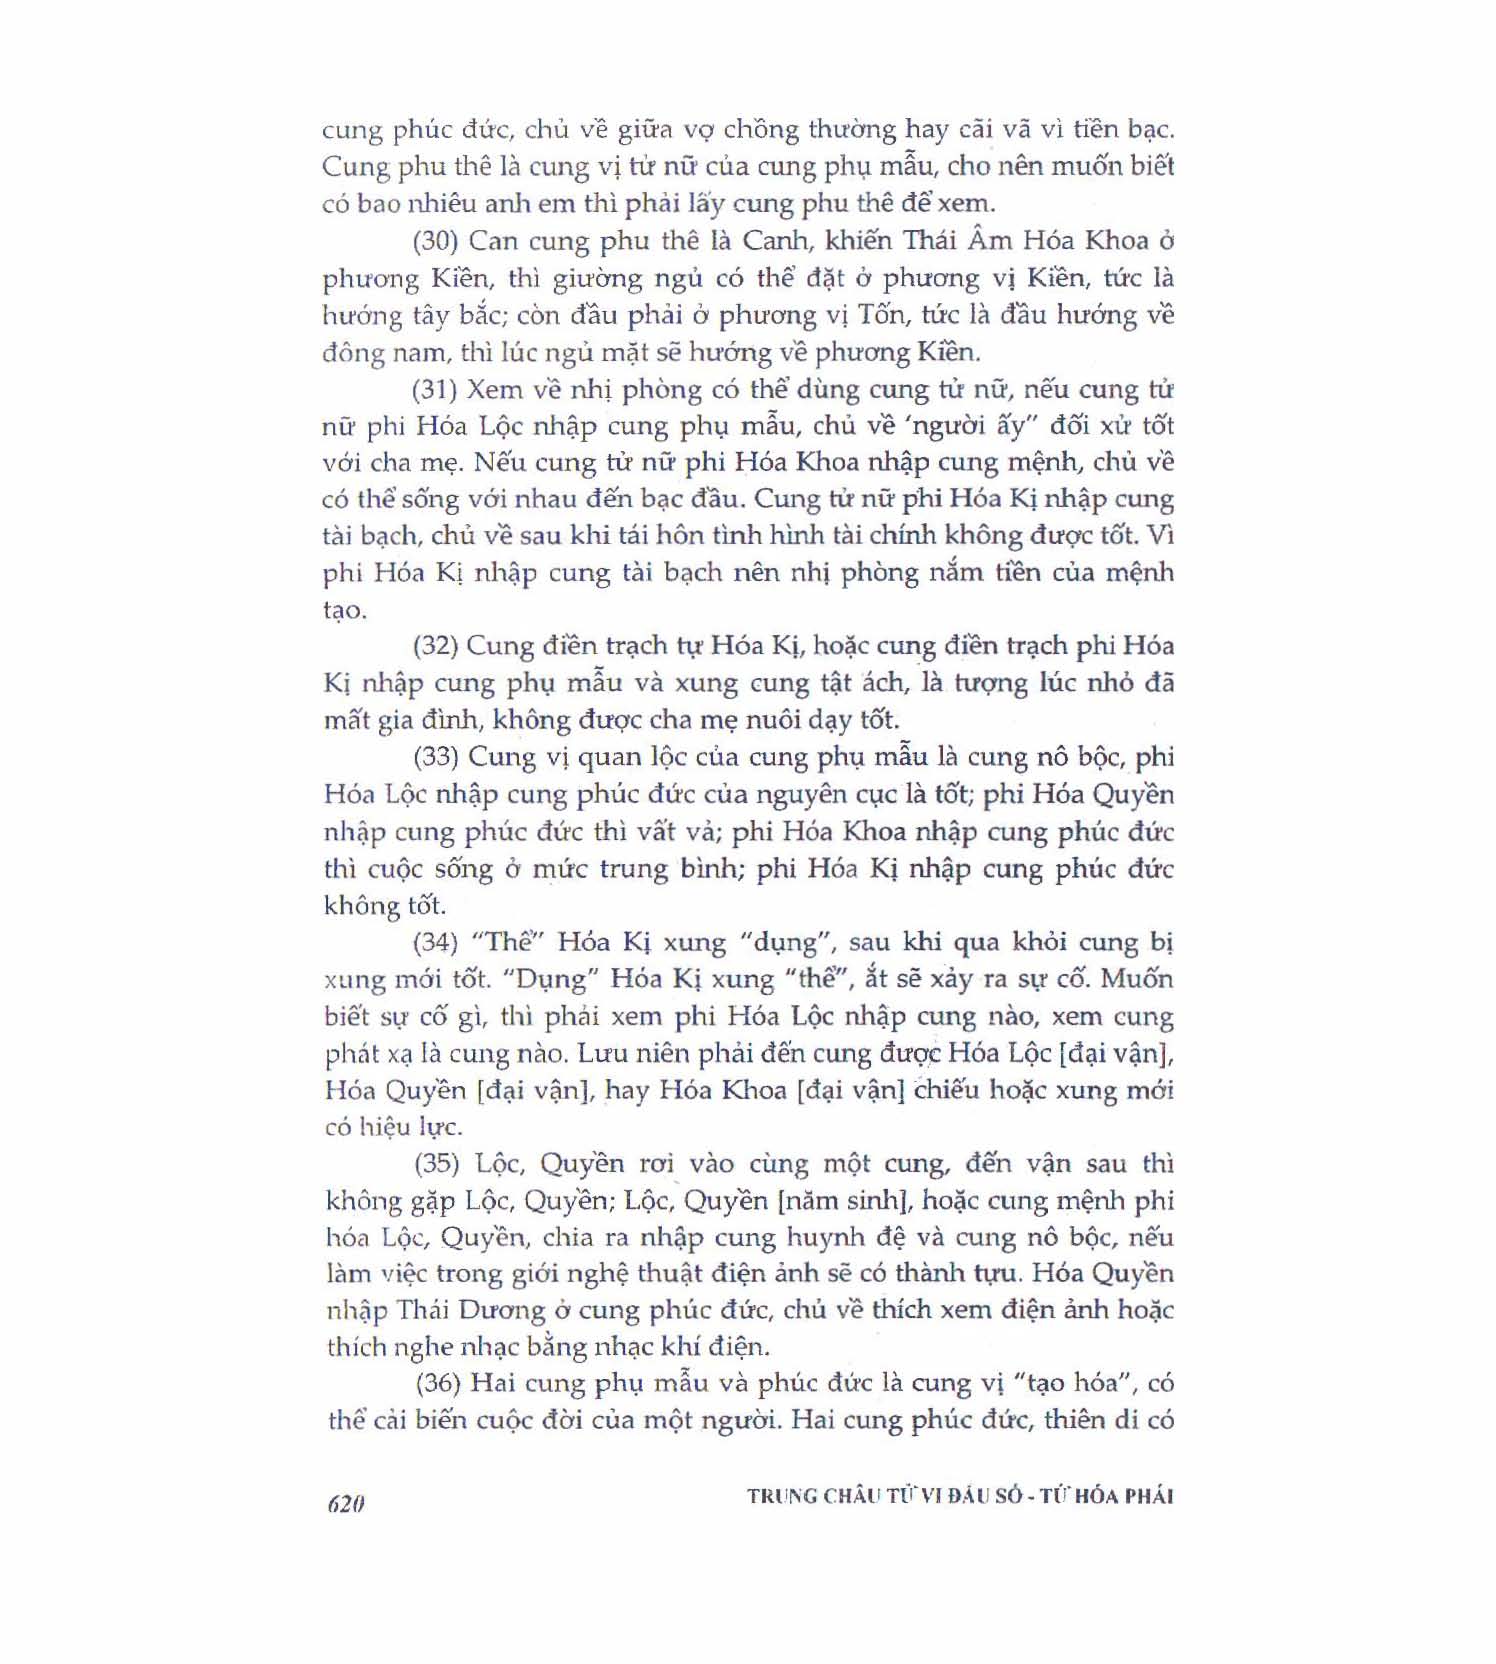 cung phúc đức, chủ về giữa vợ chồng thường hay cãi vã vì tiền bạc.
Cung phu thê là cung vị tử nữ của cung phụ mẫu, cho nên muốn biết
có bao nhiêu anh em thì phải lấy cung phu thê để xem.
(30) Can cung phu thê là Canh, khiến Thái Âm Hóa Khoa ở
phương Kiền, thì giường ngủ có thể đặt ở phương vị Kiền, tức là
hướng tây bắc; còn đầu phải ở phương vị Tốn, tức là đầu hướng về
đông nam, thì lúc ngủ mặt sẽ hướng về phương Kiền.
(31) Xem về nhị phòng có thể dùng cung tử nữ, nếu cung tử
nữ phi Hóa Lộc nhập cung phụ mẫu, chủ về 'người ấy" đối xử tốt
với cha mẹ. Nếu cung tử nữ phi Hóa Khoa nhập cung mệnh, chủ về
có thể sống với nhau đến bạc đầu. Cung tử nữ phi Hóa Kị nhập cung
tài bạch, chủ về sau khi tái hôn tình hình tài chính không được tốt. Vì
phi Hóa Kị nhập cung tài bạch nên nhị phòng nắm tiền của mệnh
tạo.
(32) Cung điền trạch tự Hóa Kị, hoặc cung điền trạch phi Hóa
Kị nhập cung phụ mẫu và xung cung tật ách, là tượng lúc nhỏ đã
mất gia đình, không được cha mẹ nuôi dạy tốt.
(33) Cung vị quan lộc của cung phụ mẫu là cung nô bộc, phi
Hóa Lộc nhập cung phúc đức của nguyên cục là tốt; phi Hóa Quyền
nhập cung phúc đức thì vất vả; phi Hóa Khoa nhập cung phúc đức
thì cuộc sống ở mức trung bình; phi Hóa Kị nhập cung phúc đức
không tốt.
(34) "Thể" Hóa Kị xung "dụng", sau khi qua khỏi cung bị
xung mới tốt. "Dụng" Hóa Kị xung "thể", ắt sẽ xảy ra sự cố. Muốn
biết sự cố gì, thì phải xem phi Hóa Lộc nhập cung nào, xem cung
phát xạ là cung nào. Lưu niên phải đến cung được Hóa Lộc [đại vận],
Hóa Quyền [đại vận], hay Hóa Khoa [đại vận] chiếu hoặc xung mới
có hiệu lực.
(35) Lộc, Quyền rơi vào cùng một cung, đến vận sau thì
không gặp Lộc, Quyền; Lộc, Quyền [năm sinh], hoặc cung mệnh phi
hóa Lộc, Quyền, chia ra nhập cung huynh đệ và cung nô bộc, nếu
làm việc trong giới nghệ thuật điện ảnh sẽ có thành tựu. Hóa Quyền
nhập Thái Dương ở cung phúc đức, chủ về thích xem điện ảnh hoặc
thích nghe nhạc bằng nhạc khí điện.
(36) Hai cung phụ mẫu và phúc đức là cung vị "tạo hóa", có
thể cải biến cuộc đời của một người. Hai cung phúc đức, thiên di có
620
TRUNG CHÂU TỬ VI ĐẨU SỐ - TỨ HÓA PHÁI